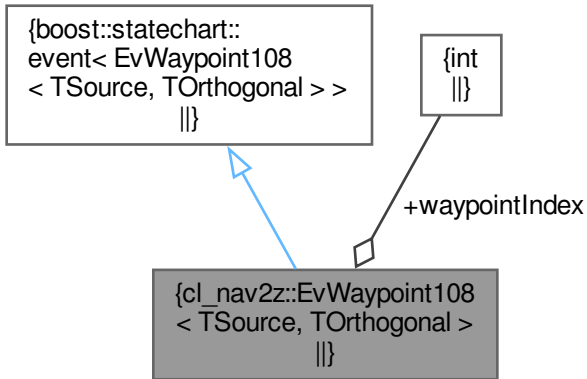 {boost::statechart::
event< EvWaypoint108
< TSource, TOrthogonal > >
||}
{int
||}
+waypointIndex
{cl_nav2z::EvWaypoint108
< TSource, TOrthogonal >
||}